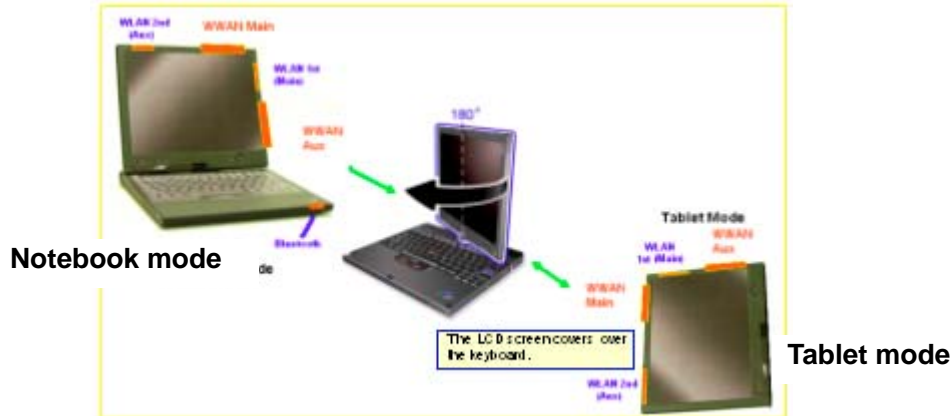 WLAN 2nd
(Aux)
WWAN Main
WLAN 1st
(Main)
WWAN
Aux
180°
Bluetooth
Notebook mode
de
Tablet Mode
WLAN
1st (Main)
WWAN
Aux
WWAN
Main
The LCD screen covers over
the keyboard.
Tablet mode
WLAN 2nd
(Aux)